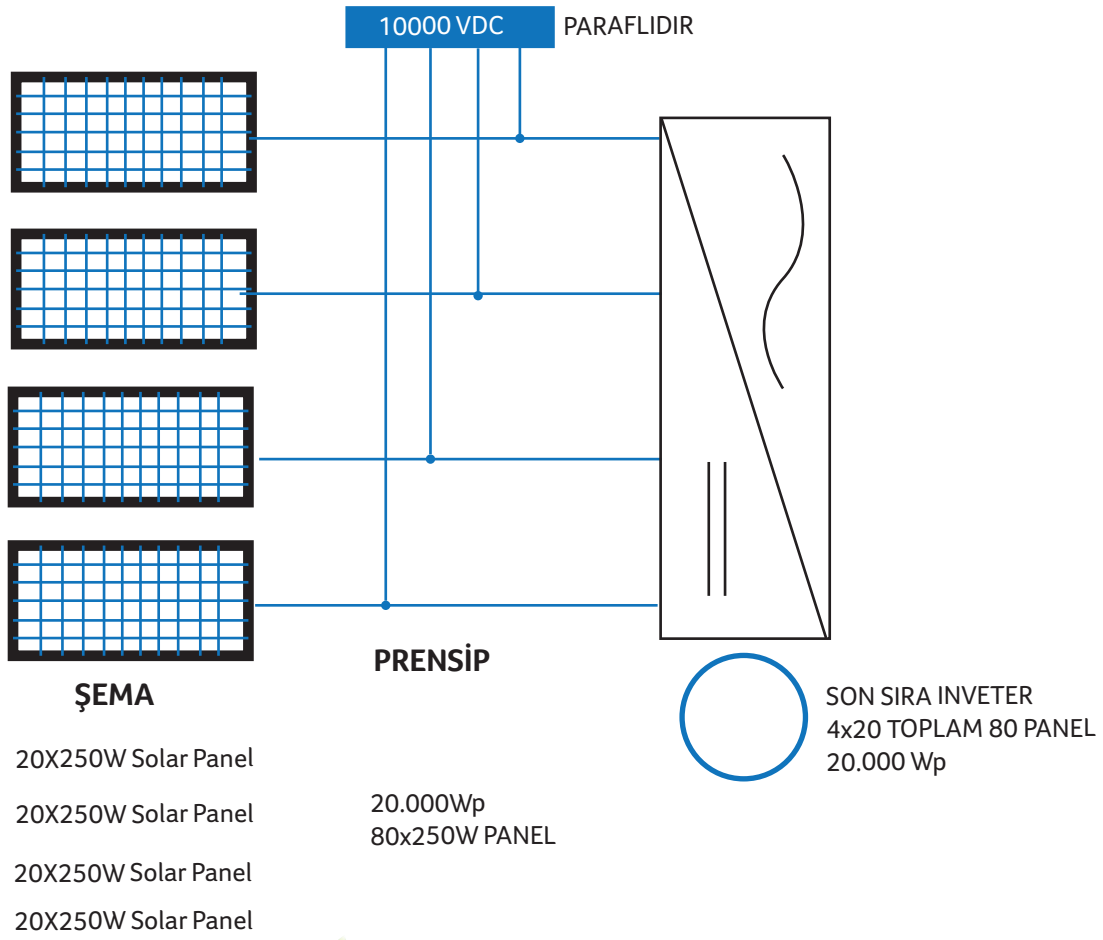 10000 VDC PARAFLIDIR
PRENSİP
ŞEMA
SON SIRA INVETER
4x20 TOPLAM 80 PANEL
20.000 Wp
20X250W Solar Panel
20X250W Solar Panel
20X250W Solar Panel
20X250W Solar Panel
20.000Wp
80x250W PANEL